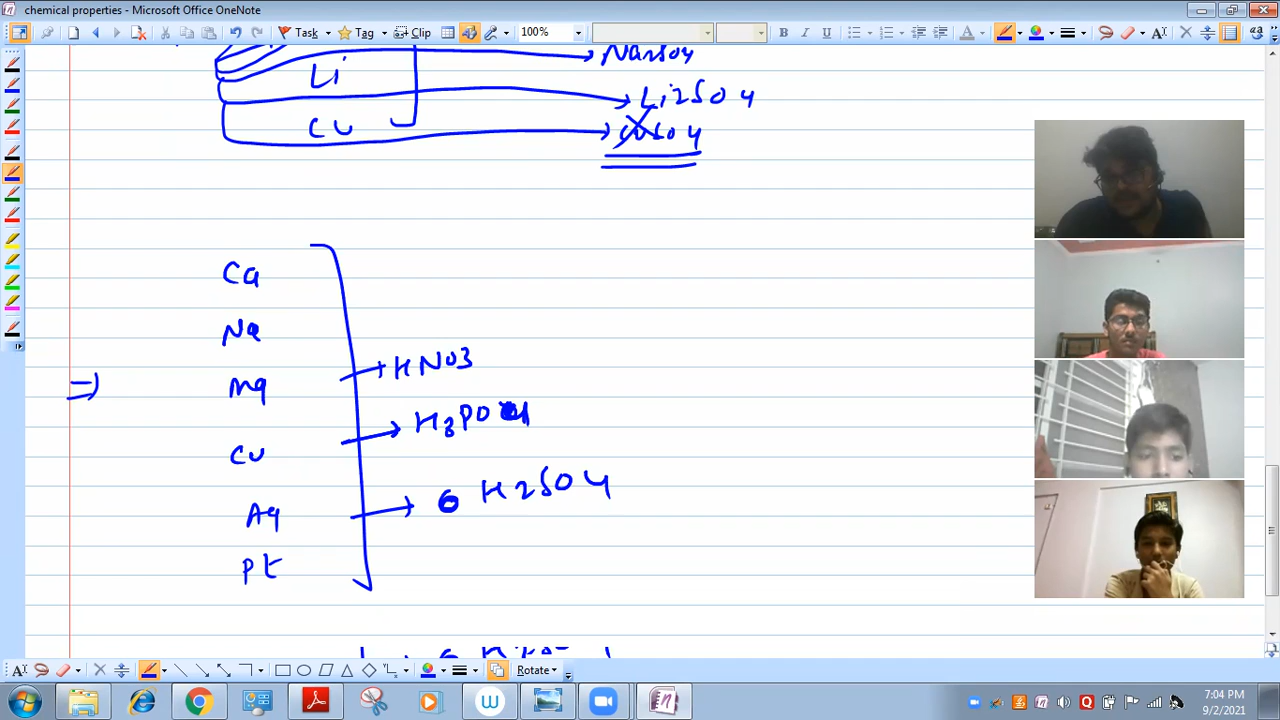 chemical properties - Microsoft OneNote
Task Tag Clip 100% B I U A
Na2SO4
Li
Li2SO4
Cu
CuSO4
Ca
Na
+ HNO3
=) Mg
H3PO4
Cu
6 H2SO4
Ag
Pt
Rotate
7:04 PM
9/2/2021